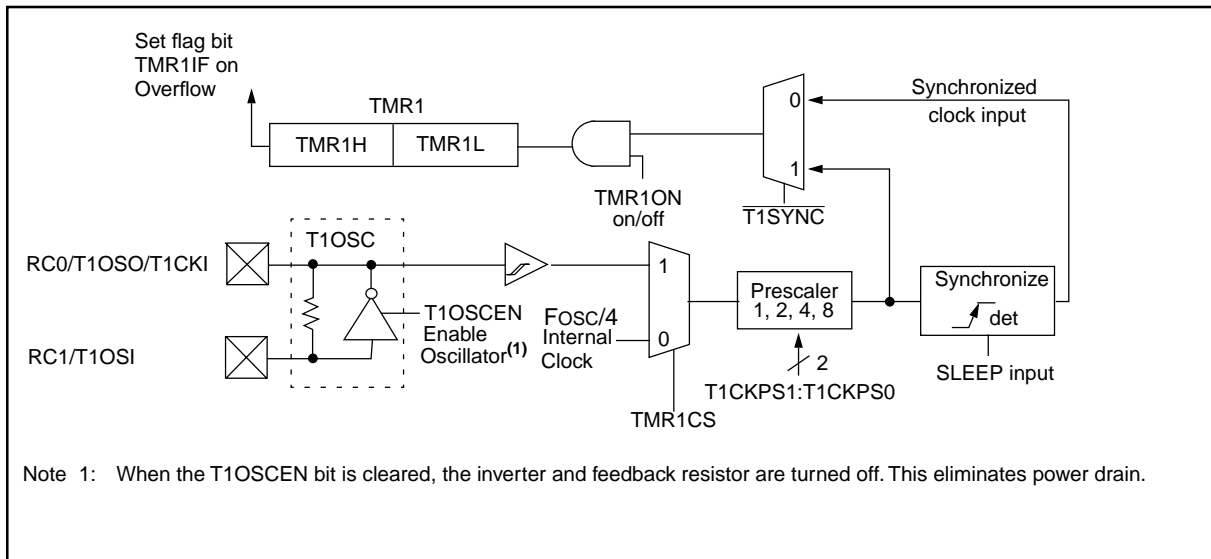 Set flag bit
TMR1IF on
Overflow
TMR1
TMR1H
TMR1L
TMR1ON
on/off
0
1
T1SYNC
Synchronized
clock input
RC0/T1OSO/T1CKI
RC1/T1OSI
T1OSC
T1OSCEN
Enable
Oscillator(1)
FOSC/4
Internal
Clock
1
0
TMR1CS
Prescaler
1, 2, 4, 8
2
T1CKPS1:T1CKPS0
Synchronize
det
SLEEP input
Note 1: When the T1OSCEN bit is cleared, the inverter and feedback resistor are turned off. This eliminates power drain.